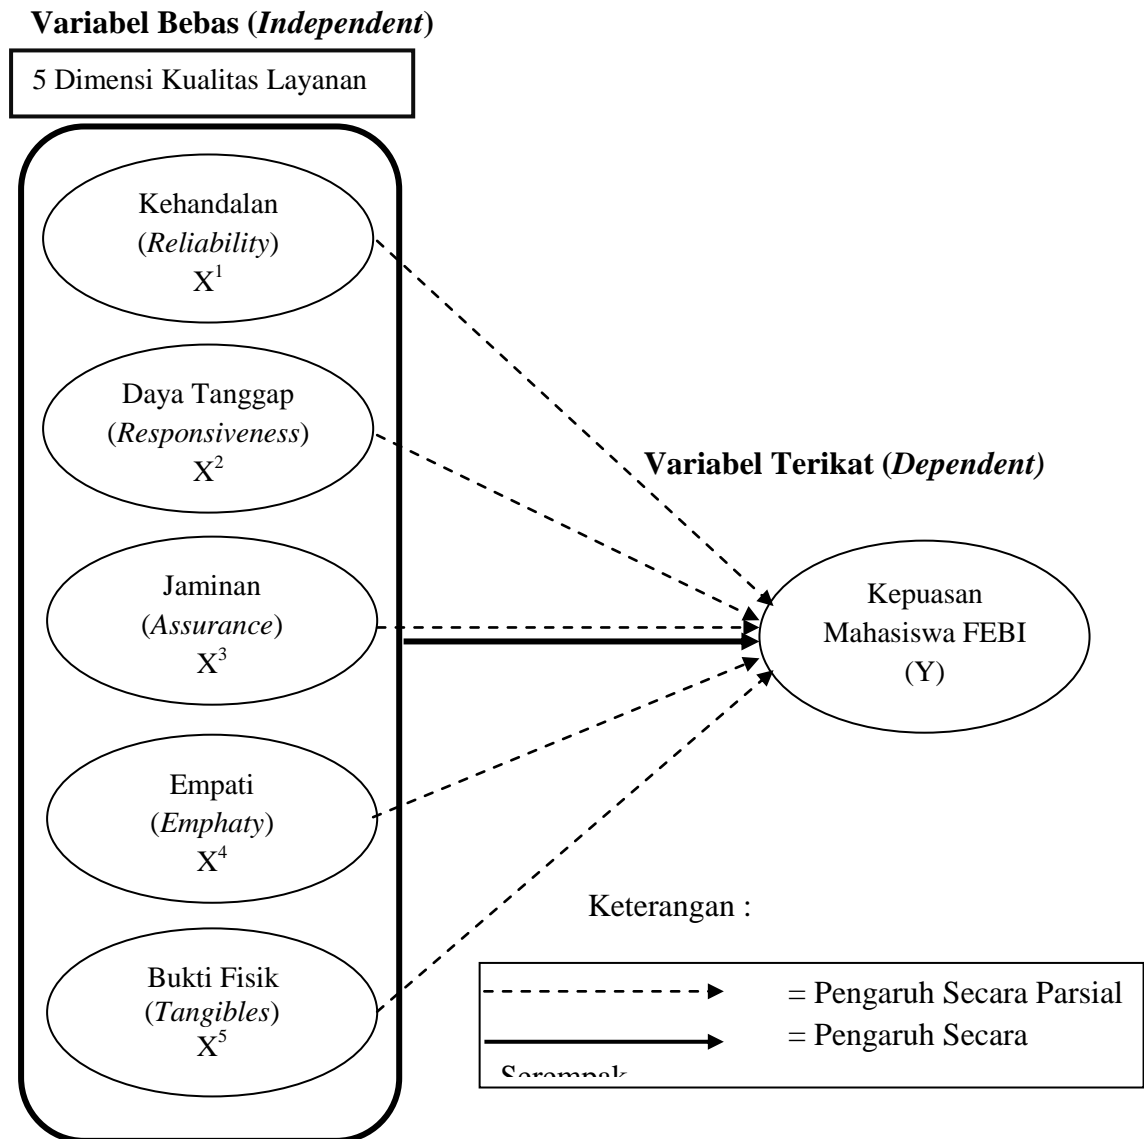 Variabel Bebas (Independent)
5 Dimensi Kualitas Layanan
Kehandalan
(Reliability)
X1
Daya Tanggap
(Responsiveness)
X2
Jaminan
(Assurance)
X3
Empati
(Emphaty)
X4
Bukti Fisik
(Tangibles)
X5
Variabel Terikat (Dependent)
Kepuasan
Mahasiswa FEBI
(Y)
Keterangan :
= Pengaruh Secara Parsial
= Pengaruh Secara
Serempak